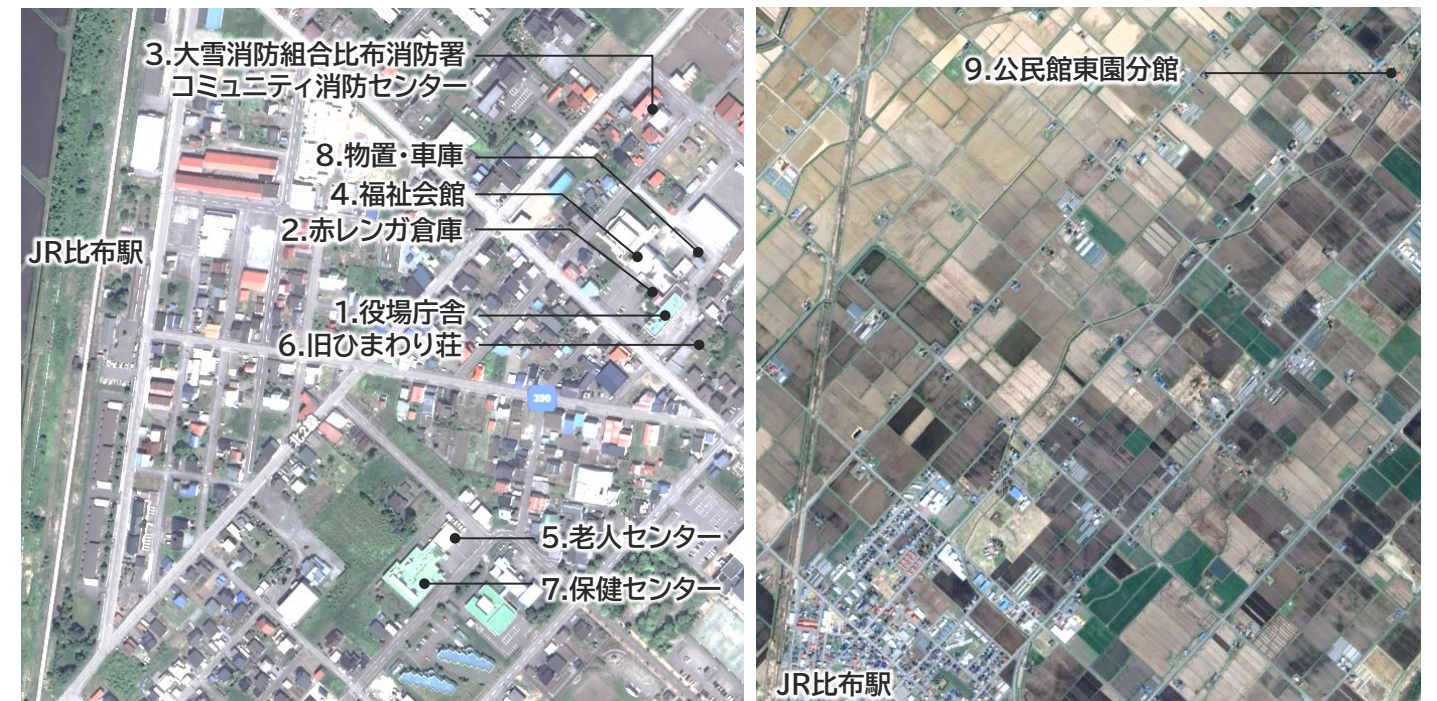 3.大雪消防組合比布消防署
コミュニティ消防センター
8.物置・車庫
4.福祉会館
2.赤レンガ倉庫
JR比布駅
1.役場庁舎
6.旧ひまわり荘
390
5.老人センター
7.保健センター
9.公民館東園分館
JR比布駅